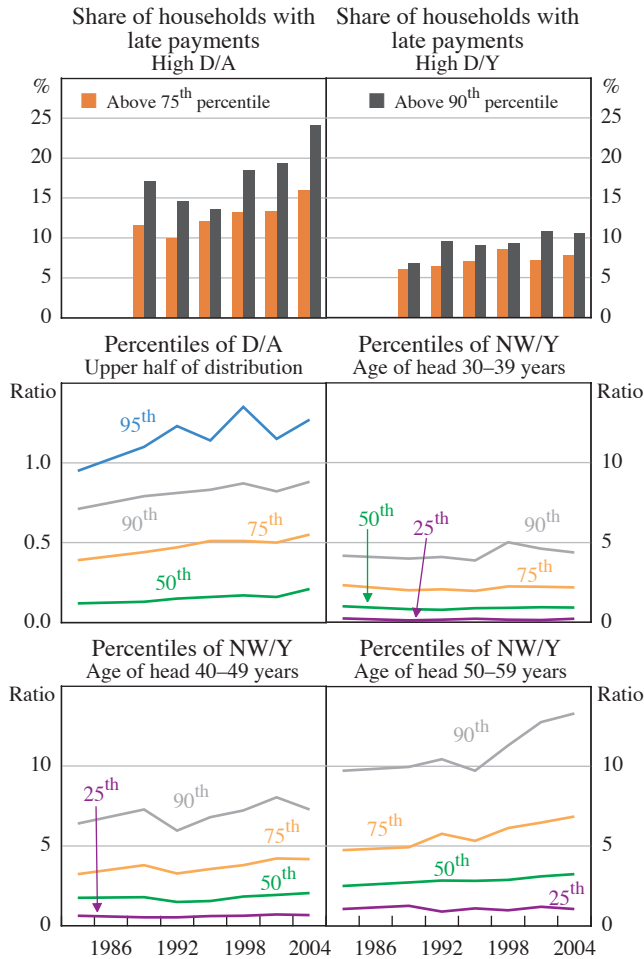 Share of households with
late payments
High D/A
Share of households with
late payments
High D/Y
%
%
Above 75th percentile
Above 90th percentile
25
20
15
10
5
0
25
20
15
10
5
0
Percentiles of D/A
Upper half of distribution
Percentiles of NW/Y
Age of head 30–39 years
Ratio
Ratio
95th
90th
75th
50th
1.0
0.5
0.0
50th
25th
90th
75th
10
5
0
Percentiles of NW/Y
Age of head 40–49 years
Percentiles of NW/Y
Age of head 50–59 years
Ratio
Ratio
25th
90th
75th
50th
10
5
0
90th
75th
50th
25th
10
5
0
1986
1992
1998
2004
1986
1992
1998
2004